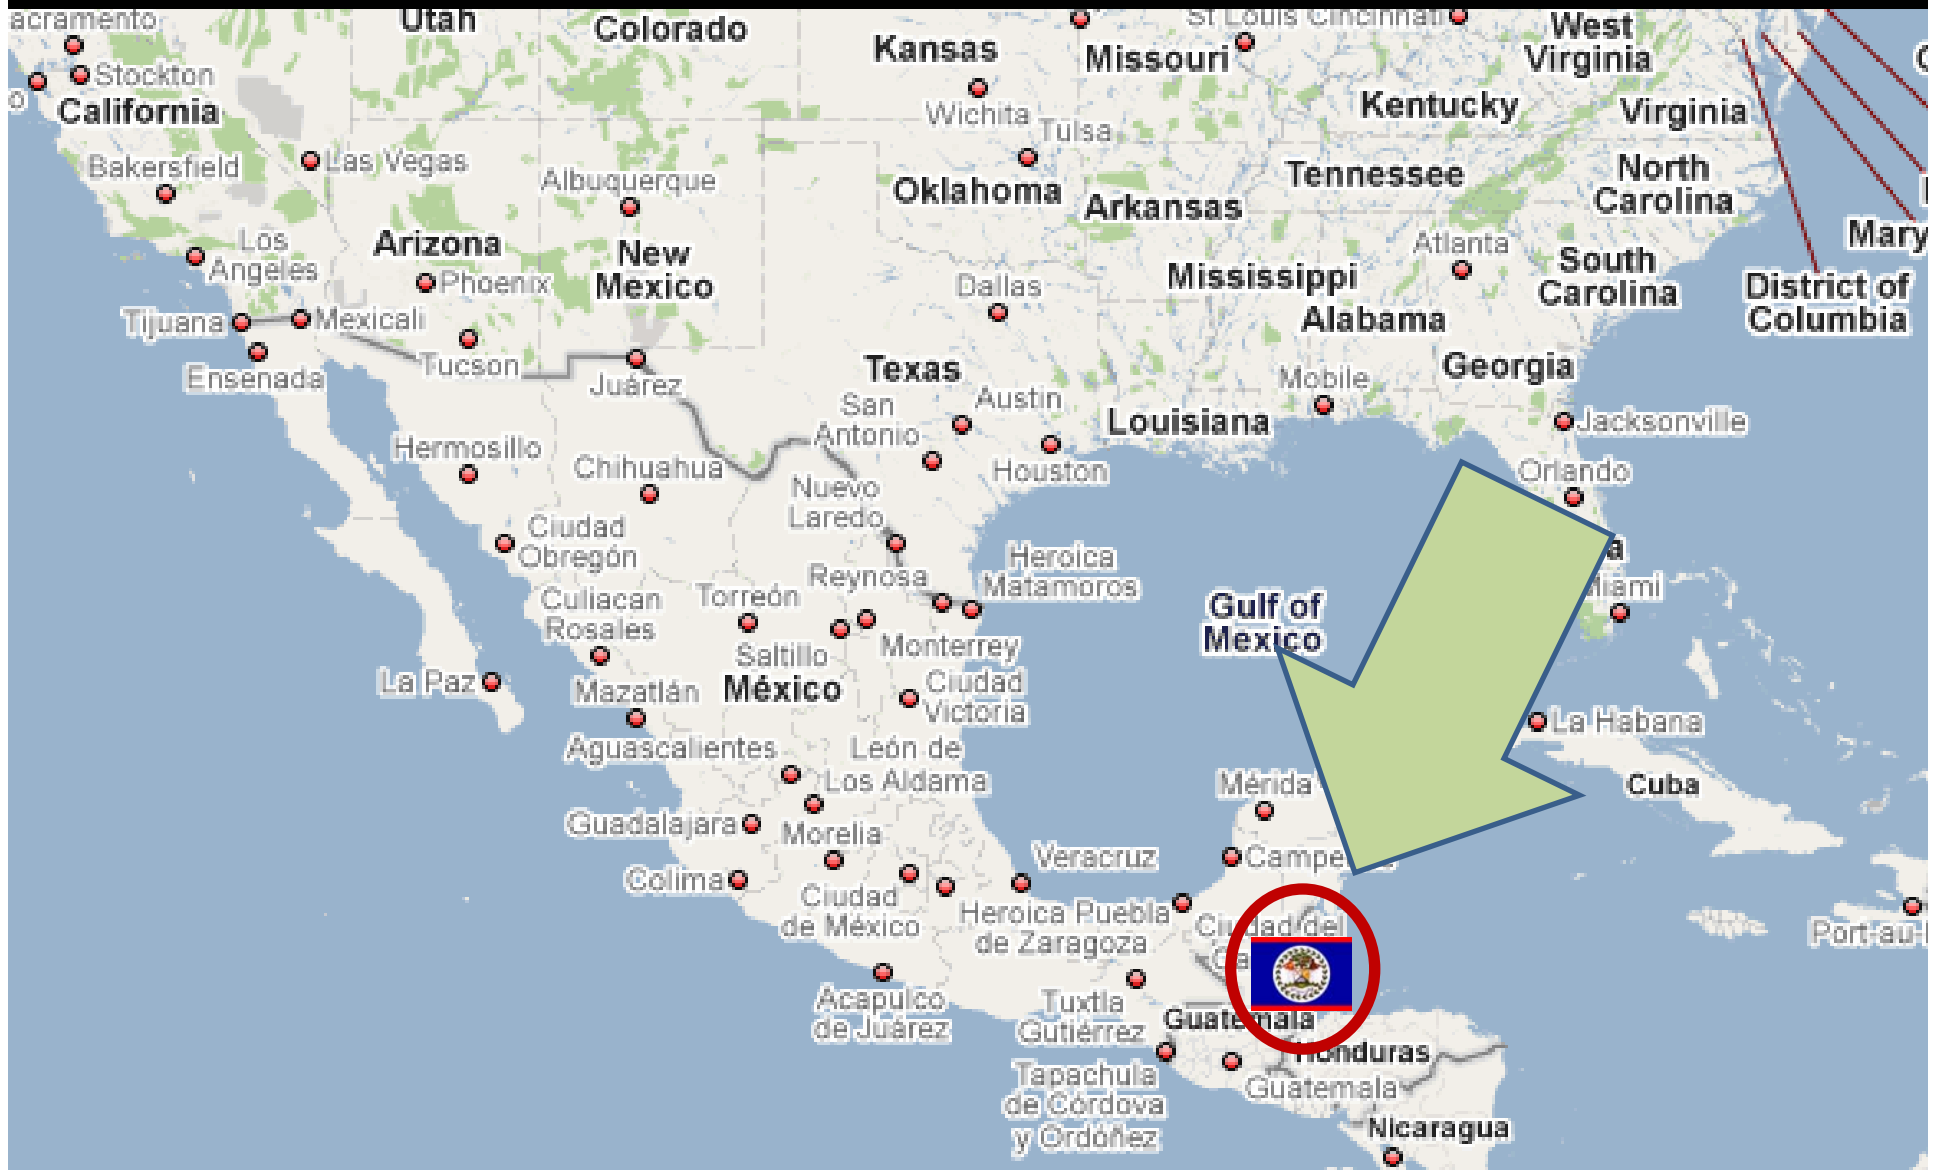 acramento
Utah
Colorado
Kansas
Missouri
St Louis
Cincinnati
West
Virginia
Stockton
California
Wichita
Tulsa
Kentucky
Virginia
Bakersfield
Las Vegas
Albuquerque
Oklahoma
Arkansas
Tennessee
North
Carolina
Los
Angeles
Arizona
Phoenix
New
Mexico
Dallas
Mississippi
Atlanta
South
Carolina
Mary
District of
Columbia
Tijuana
Mexicali
Alabama
Ensenada
Tucson
Juárez
Texas
Georgia
Mobile
San
Antonio
Austin
Louisiana
Jacksonville
Hermosillo
Chihuahua
Houston
Orlando
Nuevo
Laredo
Ciudad
Obregón
Heroica
Matamoros
a
Reynosa
Torreón
Culiacan
Rosales
Gulf of
Mexico
iami
Saltillo
Monterrey
La Paz
Mazatlán
México
Ciudad
Victoria
La Habana
Aguascalientes
León de
Los Aldama
Mérida
Cuba
Guadalajara
Morelia
Veracruz
Campe
Colima
Ciudad
de México
Heroica Puebla
de Zaragoza
Ciudad del
Ca
Port-au-
Acapulco
de Juárez
Tuxtla
Gutiérrez
Guatemala
Honduras
Tapachula
de Córdova
y Ordóñez
Guatemala
Nicaragua